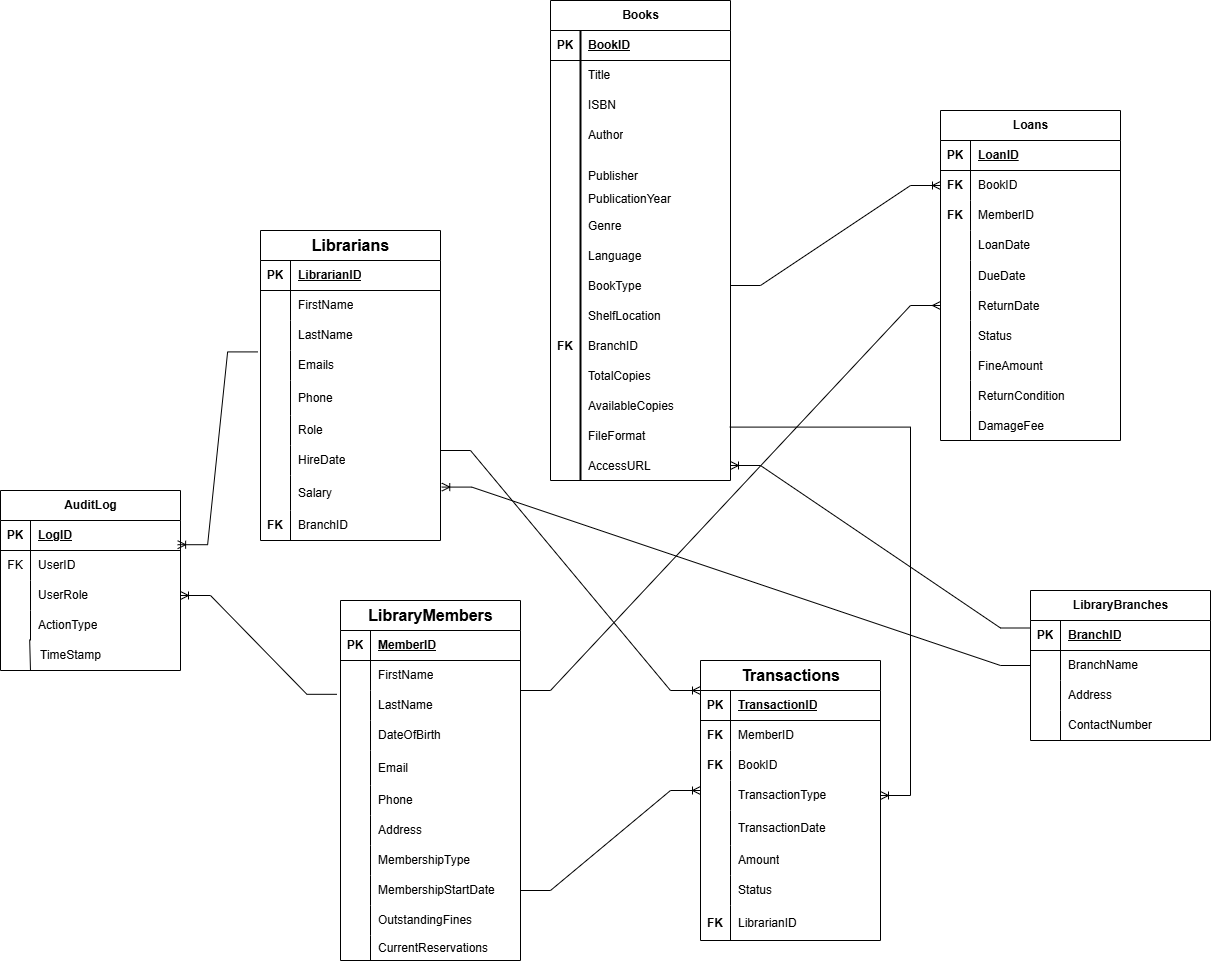 Books
PK BookID
Title
ISBN
Author
Publisher
PublicationYear
Genre
Language
BookType
ShelfLocation
FK BranchID
TotalCopies
AvailableCopies
FileFormat
AccessURL
Loans
PK LoanID
FK BookID
FK MemberID
LoanDate
DueDate
ReturnDate
Status
FineAmount
ReturnCondition
DamageFee
Librarians
PK LibrarianID
FirstName
LastName
Emails
Phone
Role
HireDate
Salary
FK BranchID
AuditLog
PK LogID
FK UserID
UserRole
ActionType
TimeStamp
LibraryMembers
PK MemberID
FirstName
LastName
DateOfBirth
Email
Phone
Address
MembershipType
MembershipStartDate
OutstandingFines
CurrentReservations
Transactions
PK TransactionID
FK MemberID
FK BookID
TransactionType
TransactionDate
Amount
Status
FK LibrarianID
LibraryBranches
PK BranchID
BranchName
Address
ContactNumber